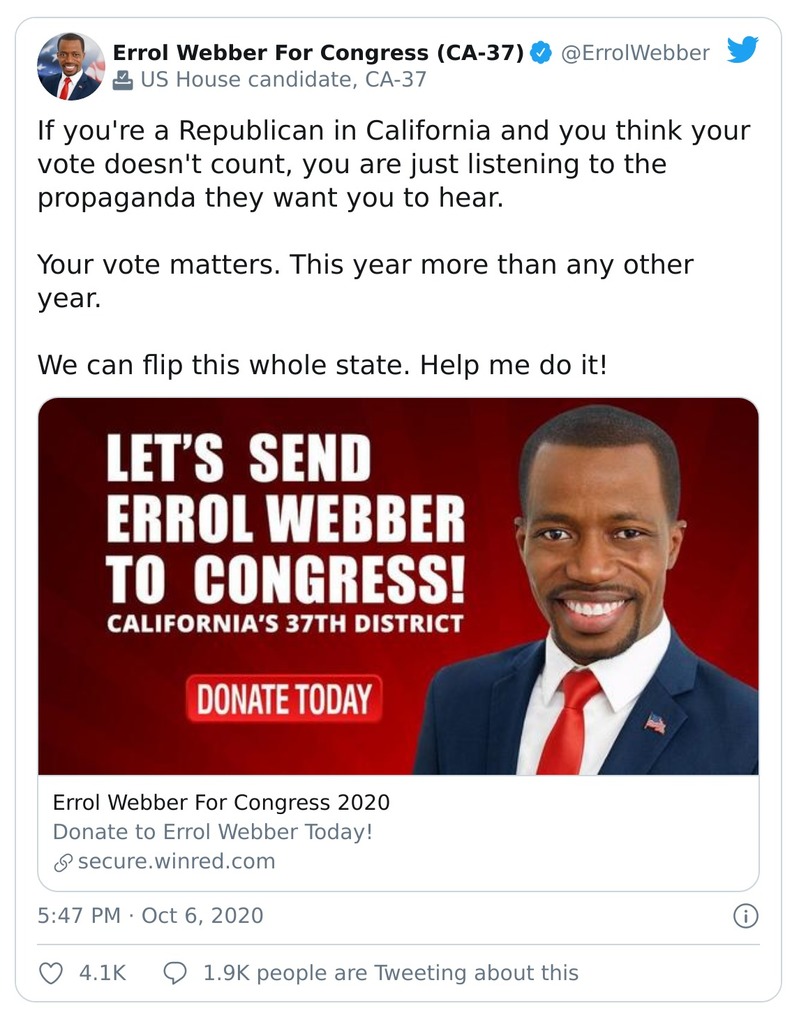 Errol Webber For Congress (CA-37) @ErrolWebber
US House candidate, CA-37
If you're a Republican in California and you think your
vote doesn't count, you are just listening to the
propaganda they want you to hear.
Your vote matters. This year more than any other
year.
We can flip this whole state. Help me do it!
LET'S SEND
ERROL WEBBER
TO CONGRESS!
CALIFORNIA'S 37TH DISTRICT
DONATE TODAY
Errol Webber For Congress 2020
Donate to Errol Webber Today!
secure.winred.com
5:47 PM · Oct 6, 2020
4.1K 1.9K people are Tweeting about this